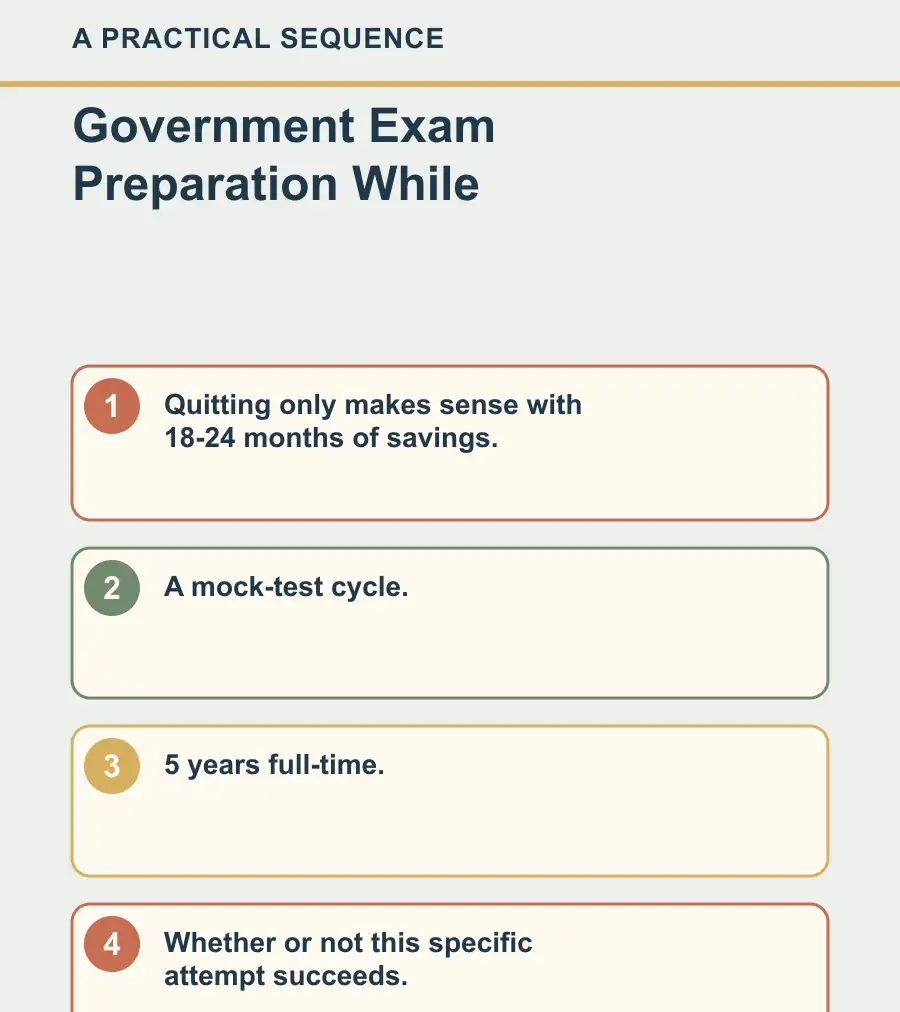 A PRACTICAL SEQUENCE
Government Exam
Preparation While
1
Quitting only makes sense with
18-24 months of savings.
2
A mock-test cycle.
3
5 years full-time.
4
Whether or not this specific
attempt succeeds.